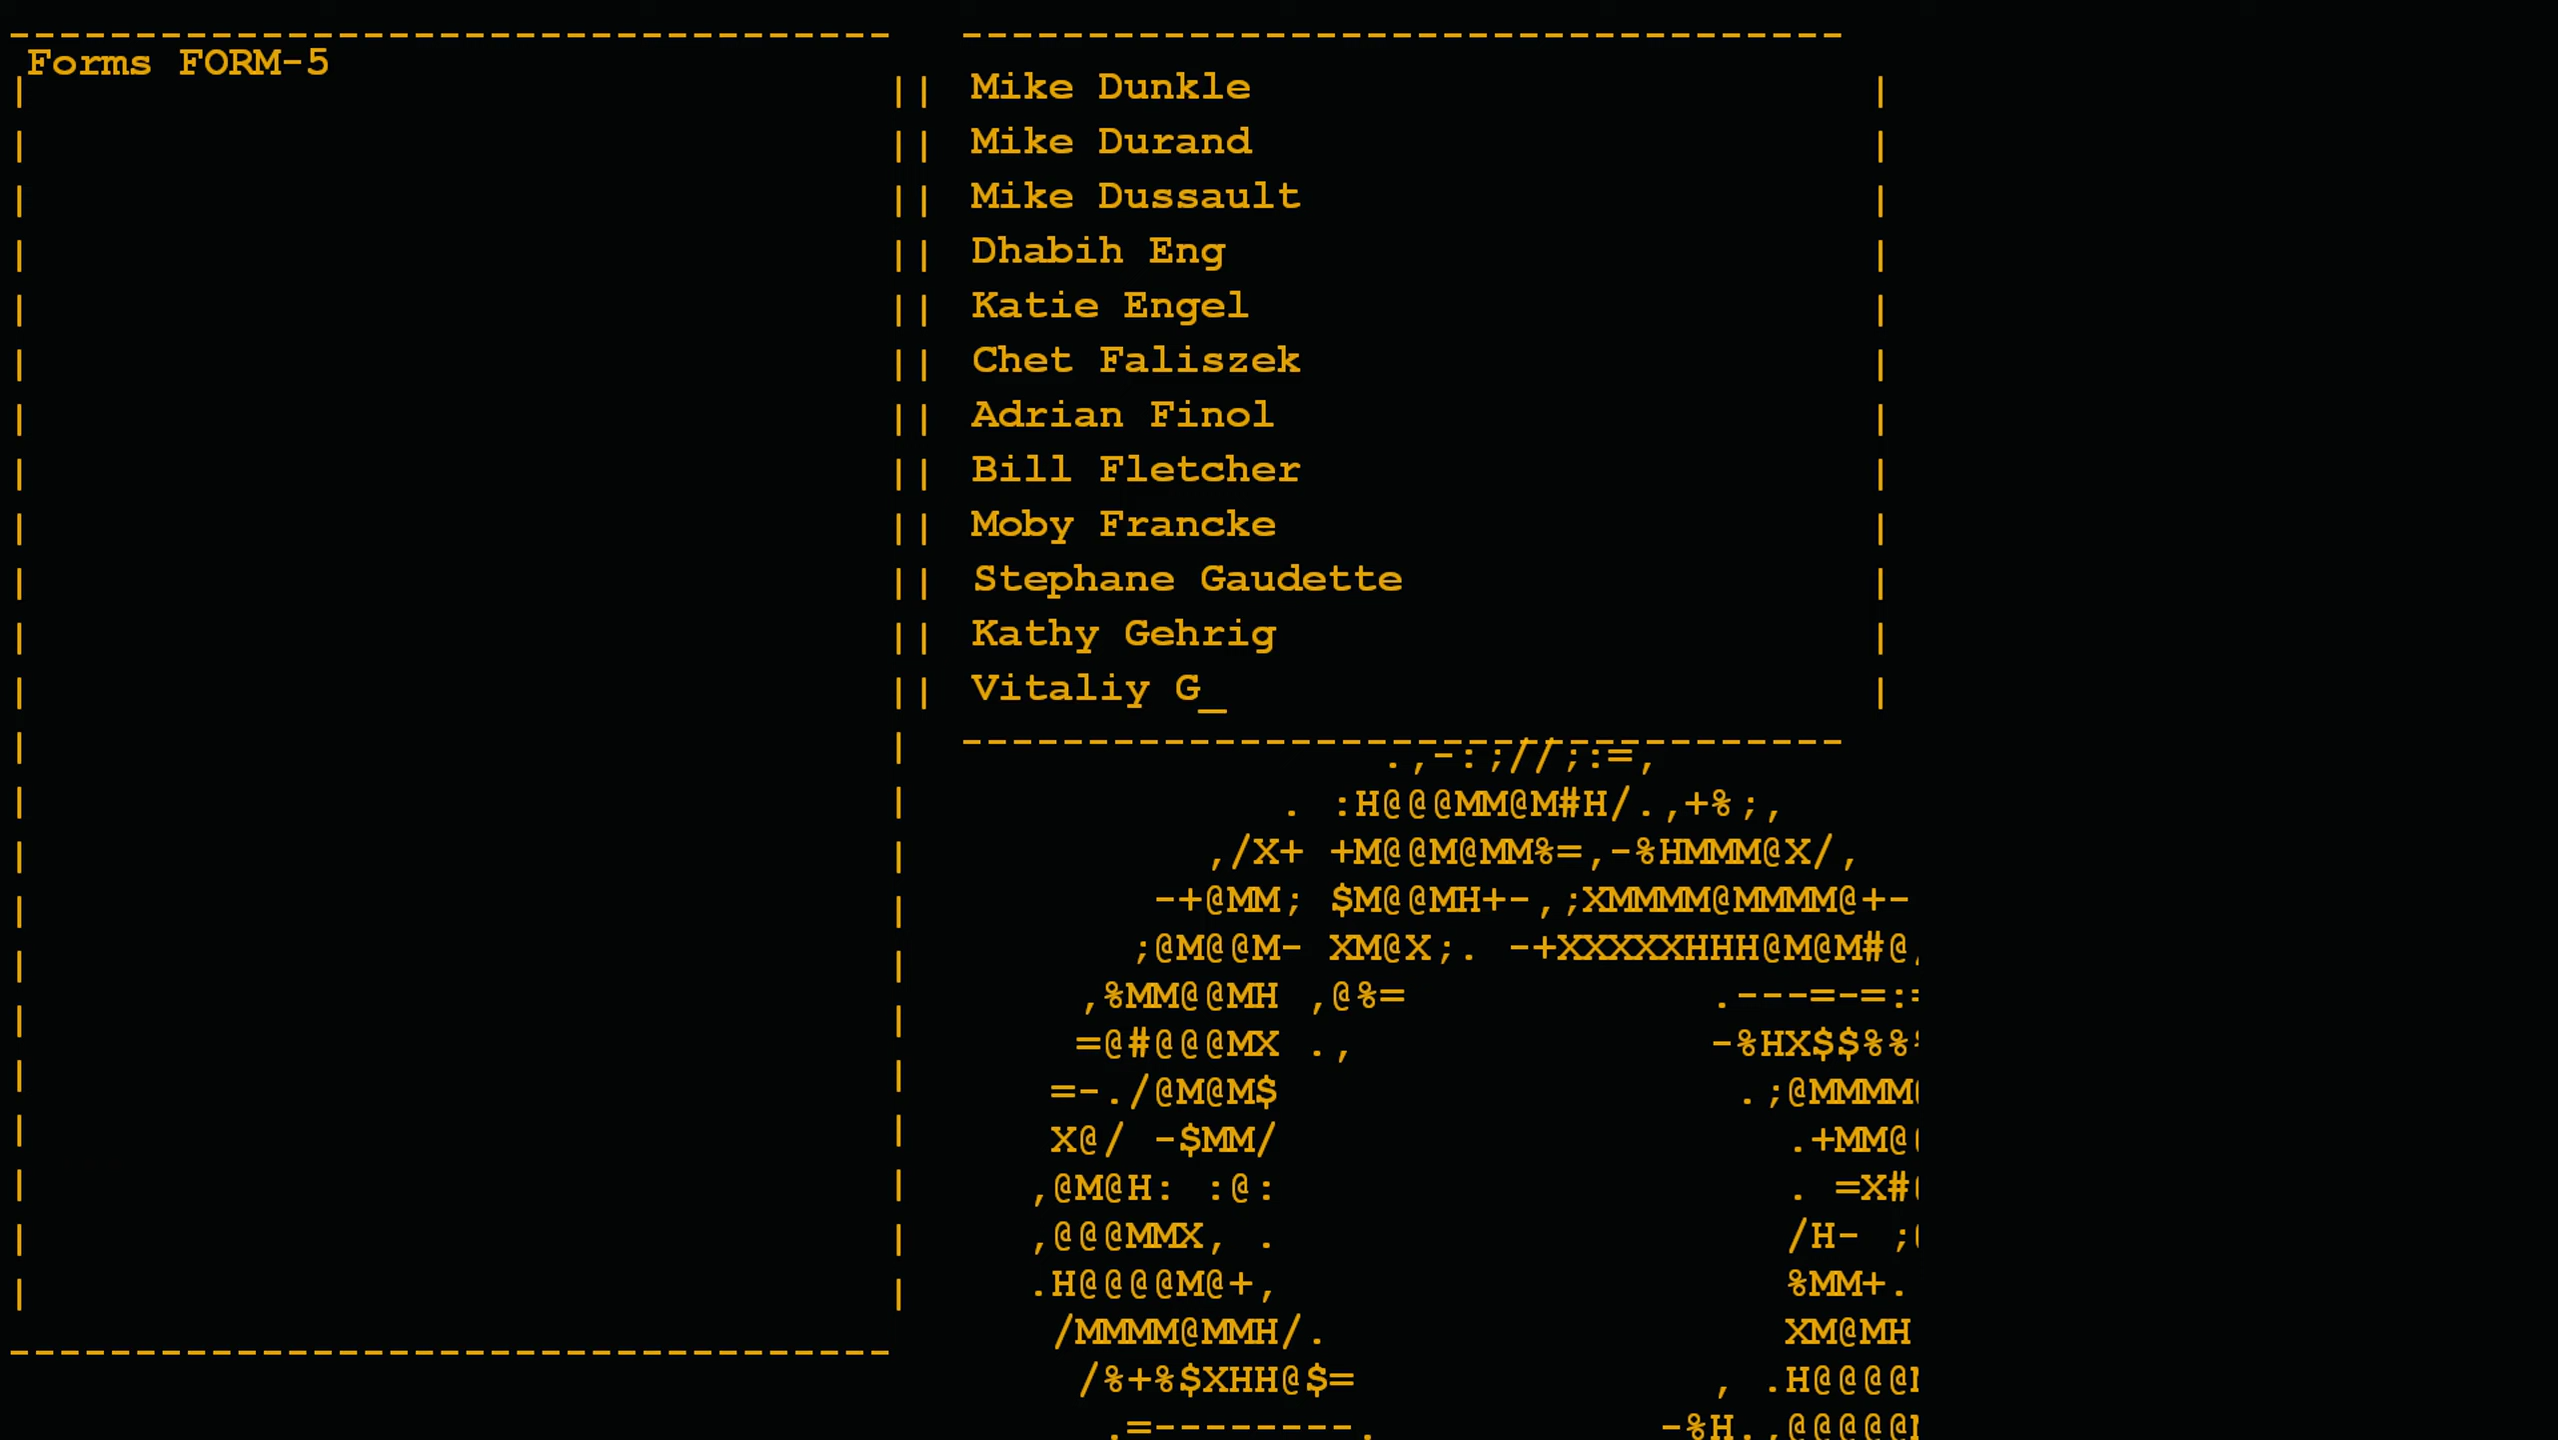 Forms FORM-5
Mike Dunkle
Mike Durand
Mike Dussault
Dhabih Eng
Katie Engel
Chet Faliszek
Adrian Finol
Bill Fletcher
Moby Francke
Stephane Gaudette
Kathy Gehrig
Vitaliy G_